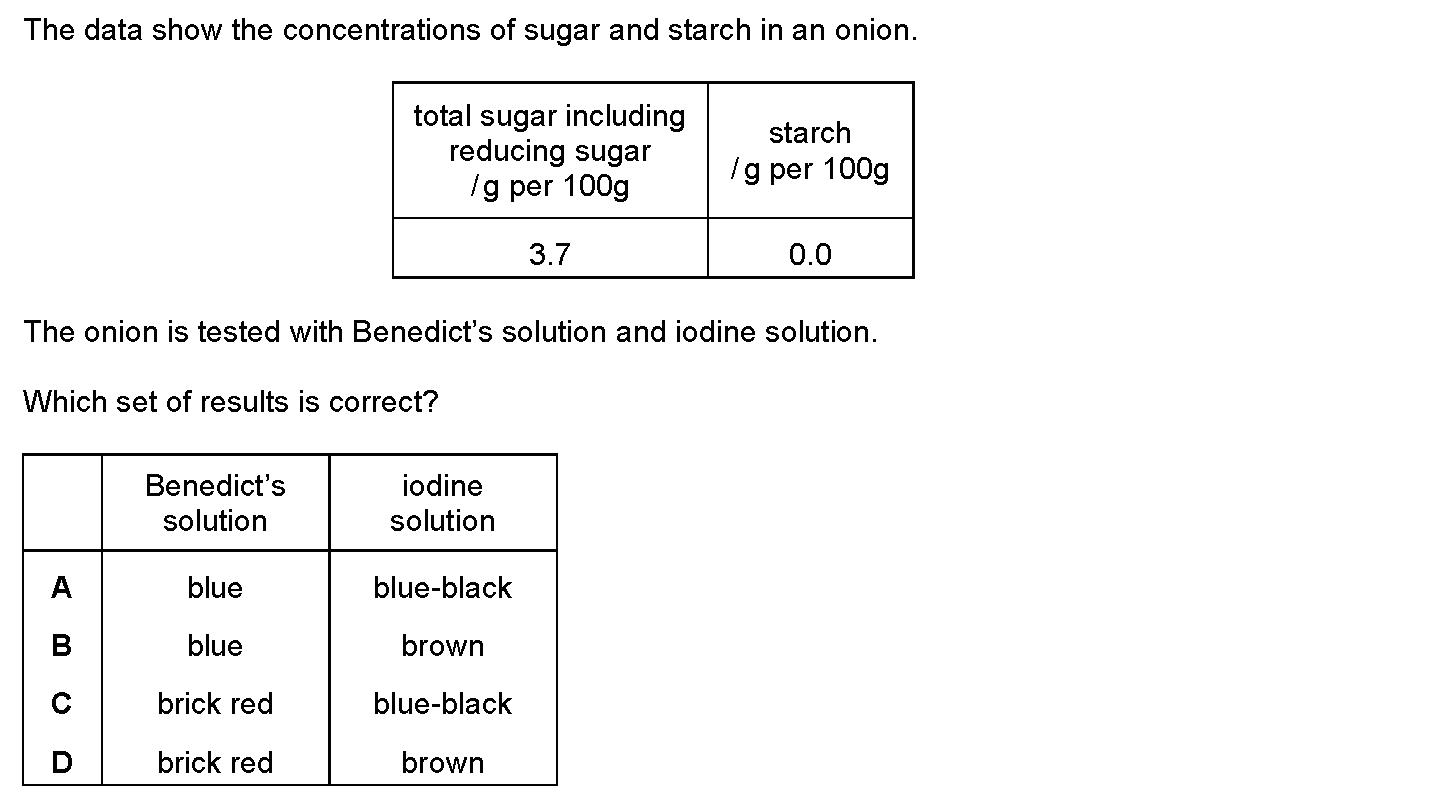 The data show the concentrations of sugar and starch in an onion.
total sugar including
reducing sugar
/g per 100g
starch
/g per 100g
3.7
0.0
The onion is tested with Benedict’s solution and iodine solution.
Which set of results is correct?
Benedict’s
solution
iodine
solution
A blue blue-black
B blue brown
C brick red blue-black
D brick red brown